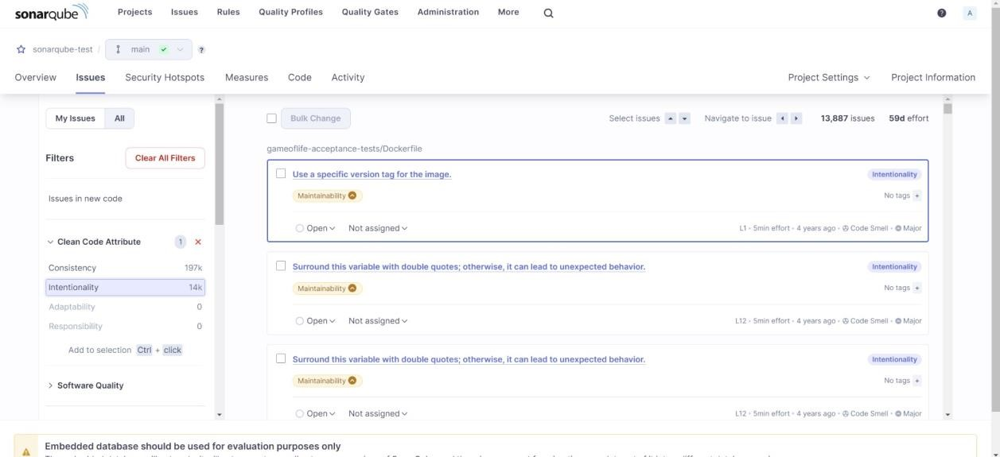 sonarqube Projects Issues Rules Quality Profiles Quality Gates Administration More ? A
sonarqube-test / main ?
Overview Issues Security Hotspots Measures Code Activity Project Settings Project Information
My Issues All
Bulk Change Select issues Navigate to issue 13,887 issues 59d effort
Filters Clear All Filters
Issues in new code
Clean Code Attribute 1
Consistency 197k
Intentionality 14k
Adaptability 0
Responsibility 0
Add to selection Ctrl + click
Software Quality
gameoflife-acceptance-tests/Dockerfile
Use a specific version tag for the image. Intentionality
Maintainability No tags +
Open Not assigned L1 • 5min effort • 4 years ago • Code Smell • Major
Surround this variable with double quotes; otherwise, it can lead to unexpected behavior. Intentionality
Maintainability No tags +
Open Not assigned L12 • 5min effort • 4 years ago • Code Smell • Major
Surround this variable with double quotes; otherwise, it can lead to unexpected behavior. Intentionality
Maintainability No tags +
Open Not assigned L12 • 5min effort • 4 years ago • Code Smell • Major
Embedded database should be used for evaluation purposes only